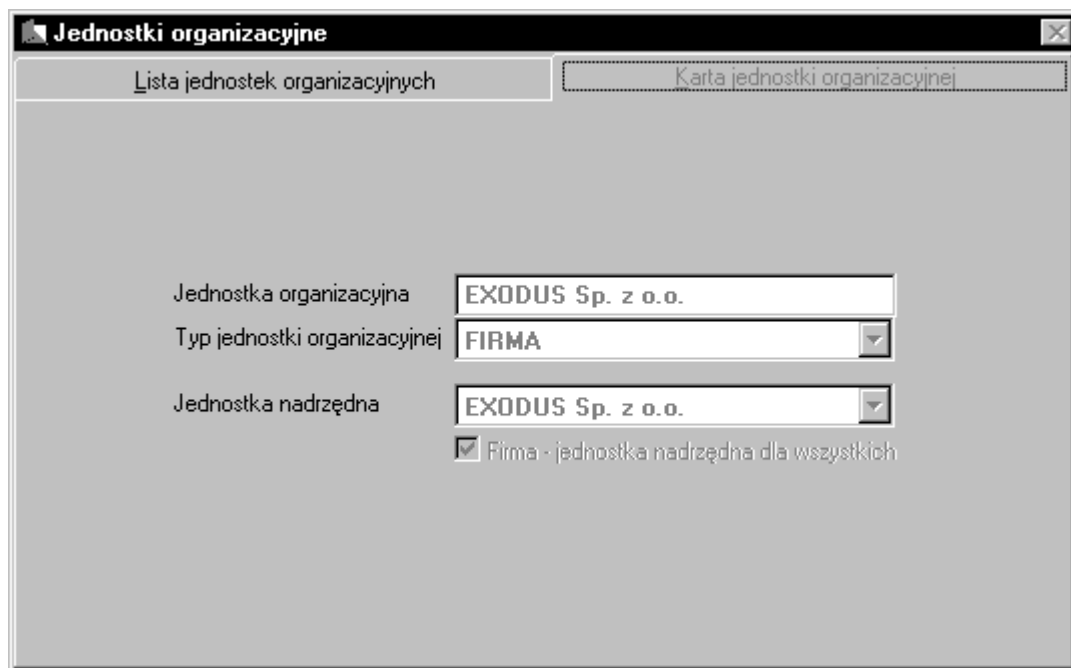 Jednostki organizacyjne
Lista jednostek organizacyjnych
Karta jednostki organizacyjnej
Jednostka organizacyjna EXODUS Sp. z o.o.
Typ jednostki organizacyjnej FIRMA
Jednostka nadrzędna EXODUS Sp. z o.o.
Firma - jednostka nadrzędna dla wszystkich